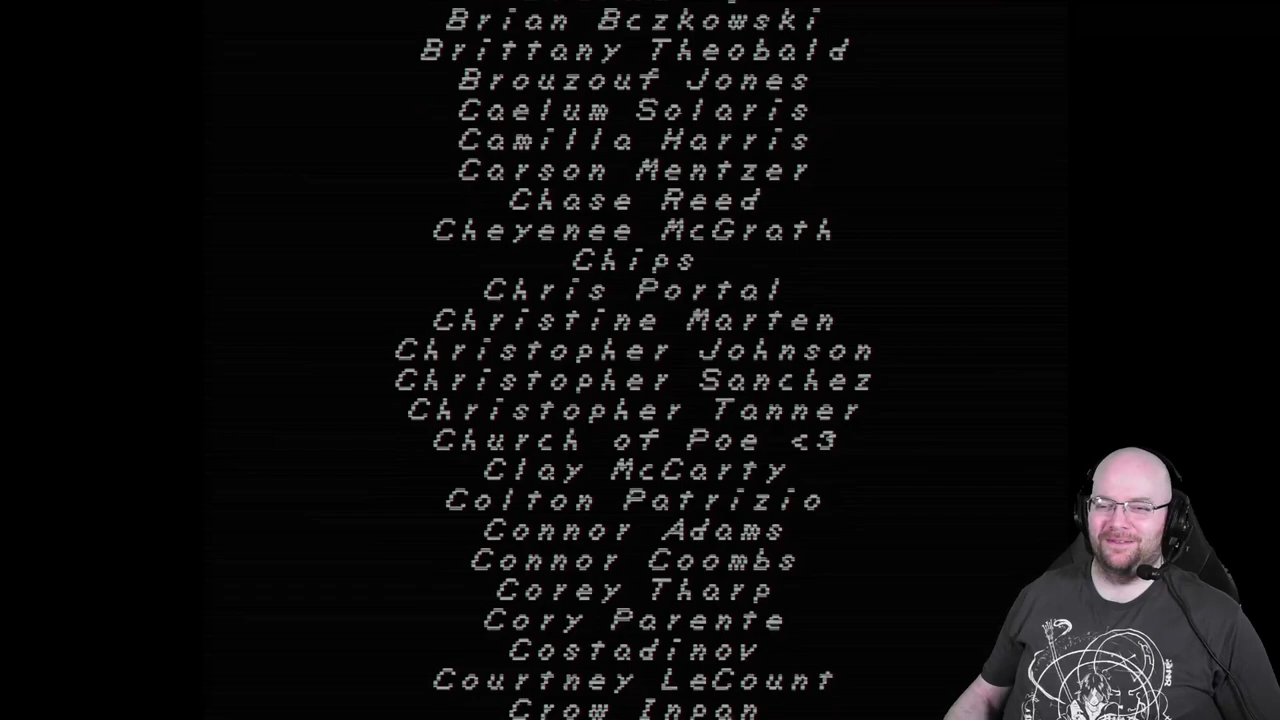 Brian Bczkowski
Brittany Theobald
Brouzouf Jones
Caelum Solaris
Camilla Harris
Carson Mentzer
Chase Reed
Cheyenee McGrath
Chips
Chris Portal
Christine Marten
Christopher Johnson
Christopher Sanchez
Christopher Tanner
Church of Poe <3
Clay McCarty
Colton Patrizio
Connor Adams
Connor Coombs
Corey Tharp
Cory Parente
Costadinov
Courtney LeCount
Crow Inpan